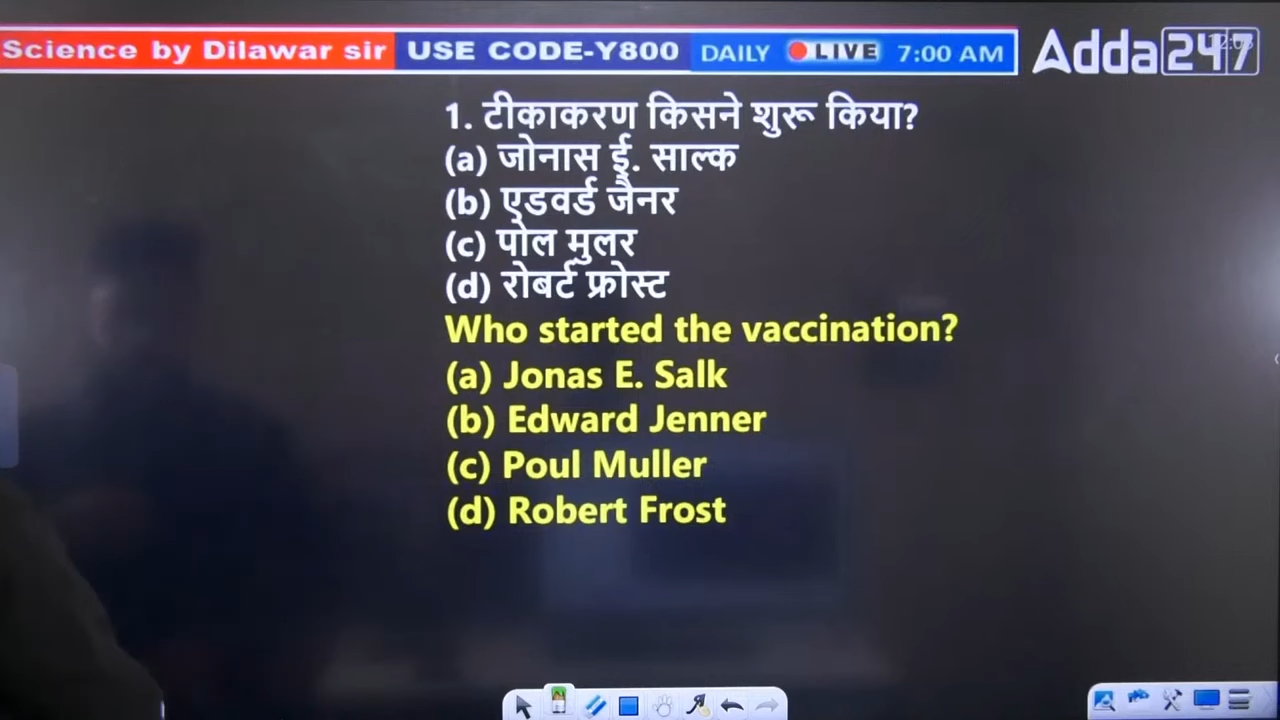 Science by Dilawar sir USE CODE-Y800 DAILY LIVE 7:00 AM Adda247
1. टीकाकरण किसने शुरू किया?
(a) जोनास ई. साल्क
(b) एडवर्ड जैनर
(c) पोल मुलर
(d) रोबर्ट फ्रोस्ट
Who started the vaccination?
(a) Jonas E. Salk
(b) Edward Jenner
(c) Poul Muller
(d) Robert Frost